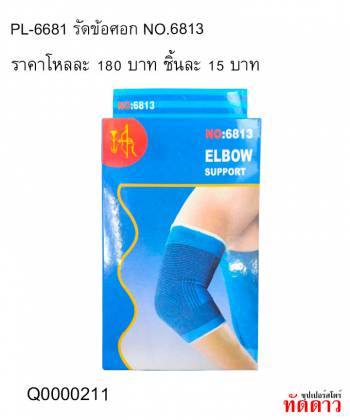 PL-6681 รัดข้อศอก NO.6813
ราคาโหลละ 180 บาท ชิ้นละ 15 บาท
NO:6813
NO:6813
ELBOW
SUPPORT
Q0000211
ซุปเปอร์สโตร์
ทัดดาว